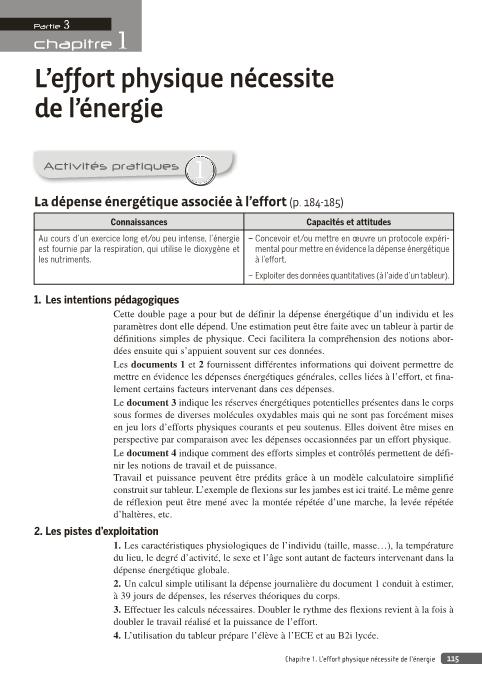 Partie 3
chapitre 1
L'effort physique nécessite
de l'énergie
Activités pratiques 1
La dépense énergétique associée à l'effort (p. 184-185)
Connaissances
Capacités et attitudes
Au cours d'un exercice long et/ou peu intense, l'énergie
est fournie par la respiration, qui utilise le dioxygène et
les nutriments.
– Concevoir et/ou mettre en œuvre un protocole expéri-
mental pour mettre en évidence la dépense énergétique
à l'effort.
– Exploiter des données quantitatives (à l'aide d'un tableur).
1. Les intentions pédagogiques
Cette double page a pour but de définir la dépense énergétique d'un individu et les
paramètres dont elle dépend. Une estimation peut être faite avec un tableur à partir de
définitions simples de physique. Ceci facilitera la compréhension des notions abor-
dées ensuite qui s'appuient souvent sur ces données.
Les documents 1 et 2 fournissent différentes informations qui doivent permettre de
mettre en évidence les dépenses énergétiques générales, celles liées à l'effort, et fina-
lement certains facteurs intervenant dans ces dépenses.
Le document 3 indique les réserves énergétiques potentielles présentes dans le corps
sous formes de diverses molécules oxydables mais qui ne sont pas forcément mises
en jeu lors d'efforts physiques courants et peu soutenus. Elles doivent être mises en
perspective par comparaison avec les dépenses occasionnées par un effort physique.
Le document 4 indique comment des efforts simples et contrôlés permettent de défi-
nir les notions de travail et de puissance.
Travail et puissance peuvent être prédits grâce à un modèle calculatoire simplifié
construit sur tableur. L'exemple de flexions sur les jambes est ici traité. Le même genre
de réflexion peut être mené avec la montée répétée d'une marche, la levée répétée
d'haltères, etc.
2. Les pistes d'exploitation
1. Les caractéristiques physiologiques de l'individu (taille, masse…), la température
du lieu, le degré d'activité, le sexe et l'âge sont autant de facteurs intervenant dans la
dépense énergétique globale.
2. Un calcul simple utilisant la dépense journalière du document 1 conduit à estimer,
à 39 jours de dépenses, les réserves théoriques du corps.
3. Effectuer les calculs nécessaires. Doubler le rythme des flexions revient à la fois à
doubler le travail réalisé et la puissance de l'effort.
4. L'utilisation du tableur prépare l'élève à l'ECE et au B2i lycée.
Chapitre 1. L'effort physique nécessite de l'énergie 115